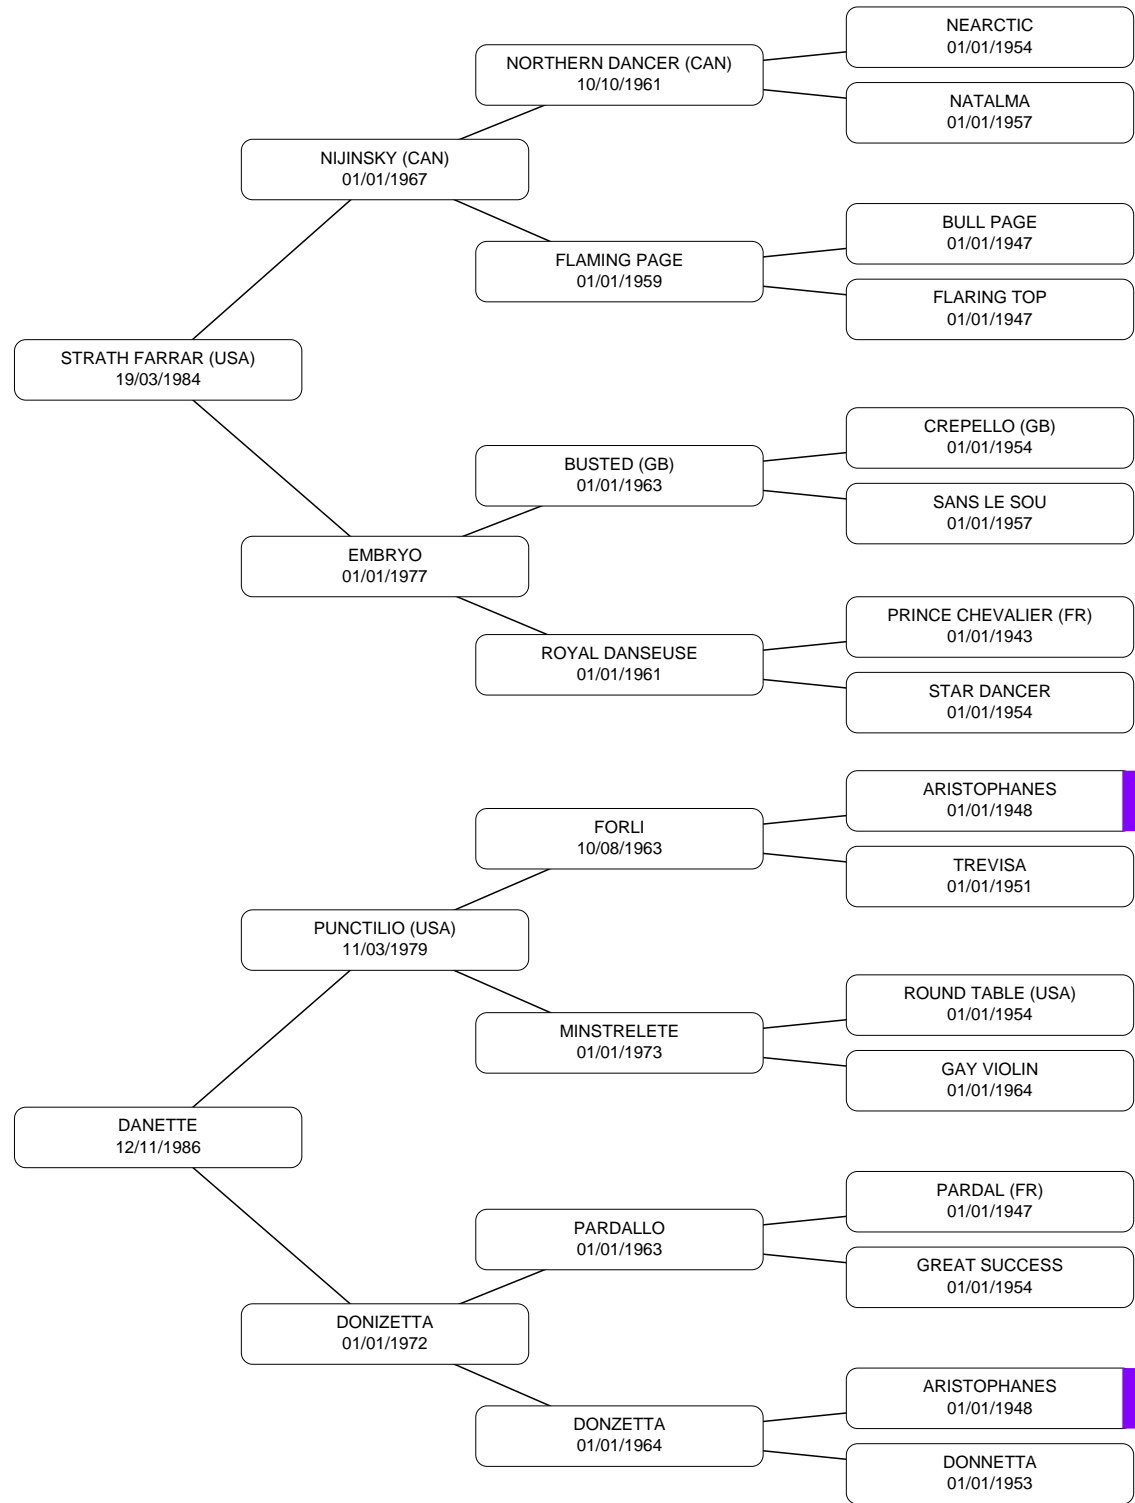 NEARCTIC
01/01/1954
NORTHERN DANCER (CAN)
10/10/1961
NATALMA
01/01/1957
NIJINSKY (CAN)
01/01/1967
BULL PAGE
01/01/1947
FLAMING PAGE
01/01/1959
FLARING TOP
01/01/1947
STRATH FARRAR (USA)
19/03/1984
CREPELLO (GB)
01/01/1954
BUSTED (GB)
01/01/1963
SANS LE SOU
01/01/1957
EMBRYO
01/01/1977
PRINCE CHEVALIER (FR)
01/01/1943
ROYAL DANSEUSE
01/01/1961
STAR DANCER
01/01/1954
ARISTOPHANES
01/01/1948
FORLI
10/08/1963
TREVISA
01/01/1951
PUNCTILIO (USA)
11/03/1979
ROUND TABLE (USA)
01/01/1954
MINSTRELETE
01/01/1973
GAY VIOLIN
01/01/1964
DANETTE
12/11/1986
PARDAL (FR)
01/01/1947
PARDALLO
01/01/1963
GREAT SUCCESS
01/01/1954
DONIZETTA
01/01/1972
ARISTOPHANES
01/01/1948
DONZETTA
01/01/1964
DONNETTA
01/01/1953